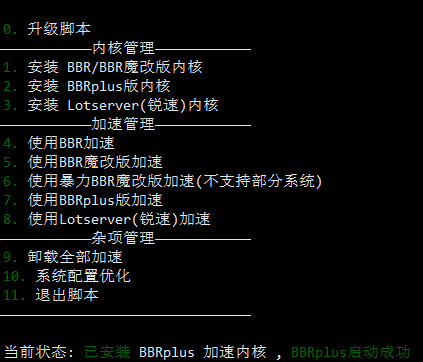 0. 升级脚本
————————————内核管理————————————
1. 安装 BBR/BBR魔改版内核
2. 安装 BBRplus版内核
3. 安装 Lotserver(锐速)内核
————————————加速管理————————————
4. 使用BBR加速
5. 使用BBR魔改版加速
6. 使用暴力BBR魔改版加速(不支持部分系统)
7. 使用BBRplus版加速
8. 使用Lotserver(锐速)加速
————————————杂项管理————————————
9. 卸载全部加速
10. 系统配置优化
11. 退出脚本
————————————————————————————————
当前状态: 已安装 BBRplus 加速内核 , BBRplus启动成功